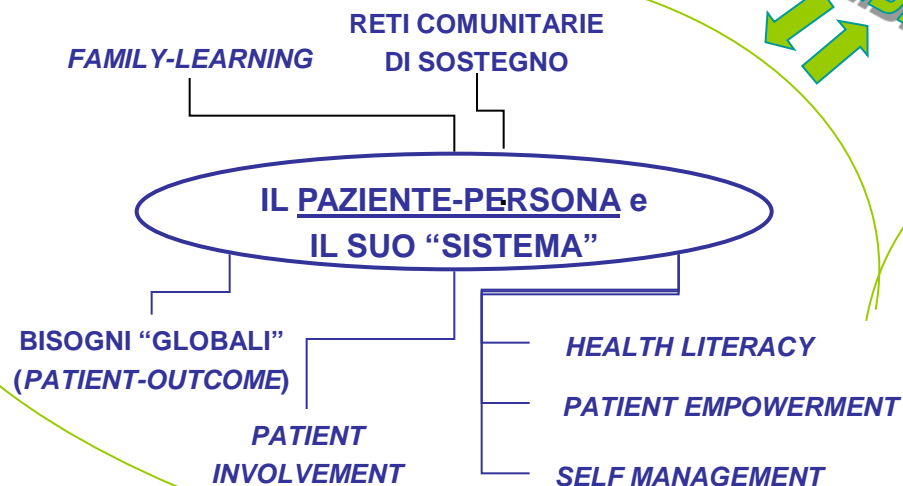 RETI COMUNITARIE
DI SOSTEGNO
FAMILY-LEARNING
IL PAZIENTE-PERSONA e
IL SUO “SISTEMA”
BISOGNI “GLOBALI”
(PATIENT-OUTCOME)
PATIENT
INVOLVEMENT
HEALTH LITERACY
PATIENT EMPOWERMENT
SELF MANAGEMENT